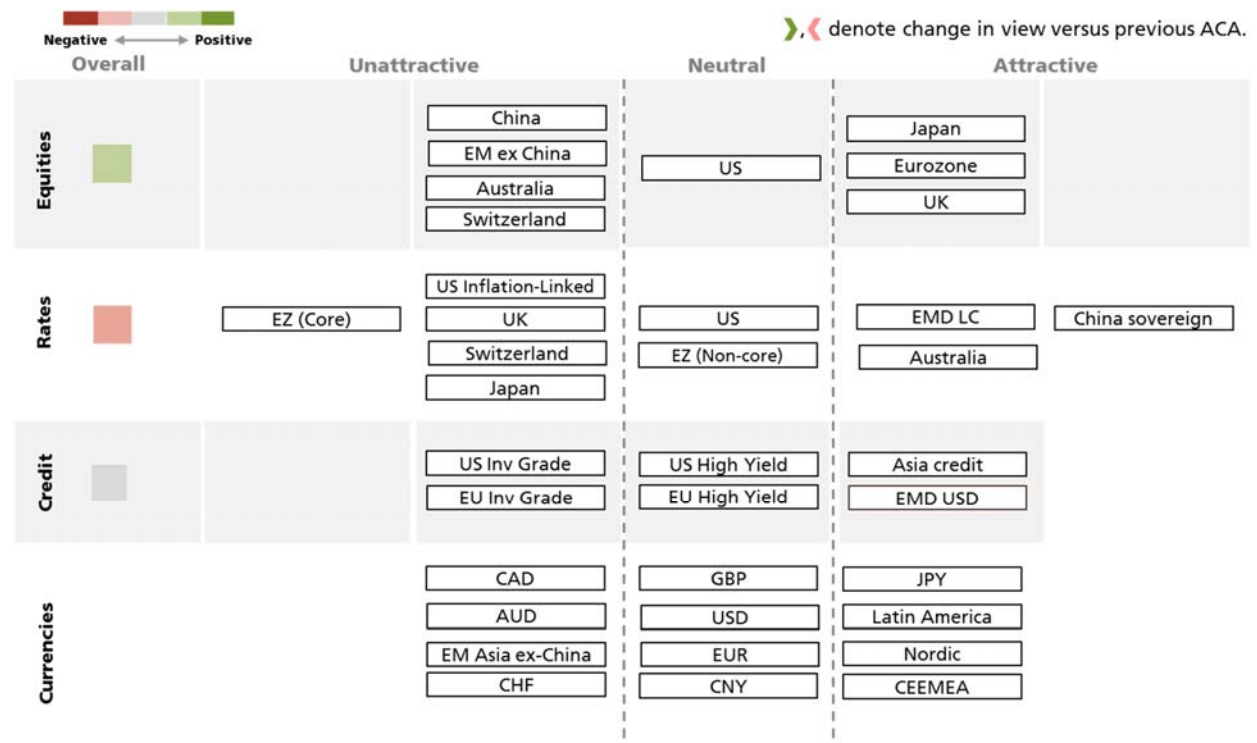 Negative Positive
❯,❮ denote change in view versus previous ACA.
Overall Unattractive Neutral Attractive
Equities
China
EM ex China
Australia
Switzerland
US
Japan
Eurozone
UK
Rates
EZ (Core)
US Inflation-Linked
UK
Switzerland
Japan
US
EZ (Non-core)
EMD LC
Australia
China sovereign
Credit
US Inv Grade
EU Inv Grade
US High Yield
EU High Yield
Asia credit
EMD USD
Currencies
CAD
AUD
EM Asia ex-China
CHF
GBP
USD
EUR
CNY
JPY
Latin America
Nordic
CEEMEA